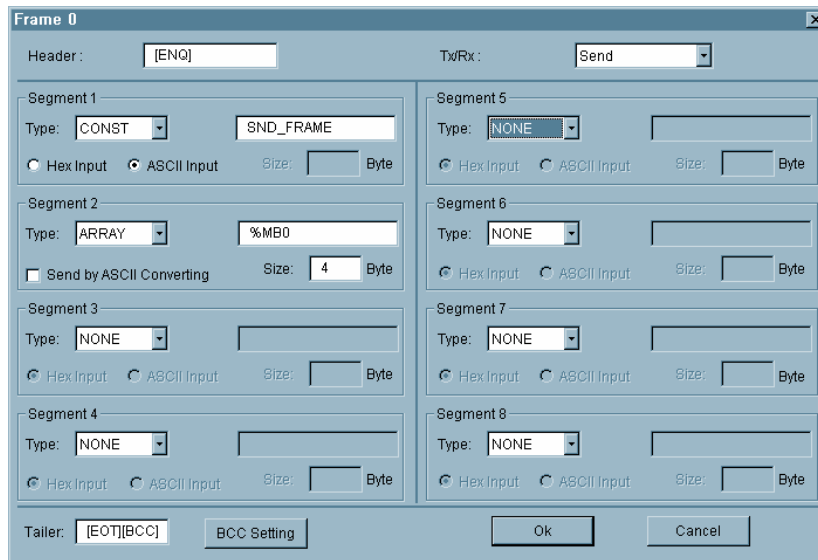 Frame 0
Header : [ENQ] Tx/Rx : Send
Segment 1
Type: CONST SND_FRAME
Hex Input ASCII Input Size: Byte
Segment 2
Type: ARRAY %MB0
Send by ASCII Converting Size: 4 Byte
Segment 3
Type: NONE
Hex Input ASCII Input Size: Byte
Segment 4
Type: NONE
Hex Input ASCII Input Size: Byte
Segment 5
Type: NONE
Hex Input ASCII Input Size: Byte
Segment 6
Type: NONE
Hex Input ASCII Input Size: Byte
Segment 7
Type: NONE
Hex Input ASCII Input Size: Byte
Segment 8
Type: NONE
Hex Input ASCII Input Size: Byte
Tailer: [EOT][BCC] BCC Setting Ok Cancel